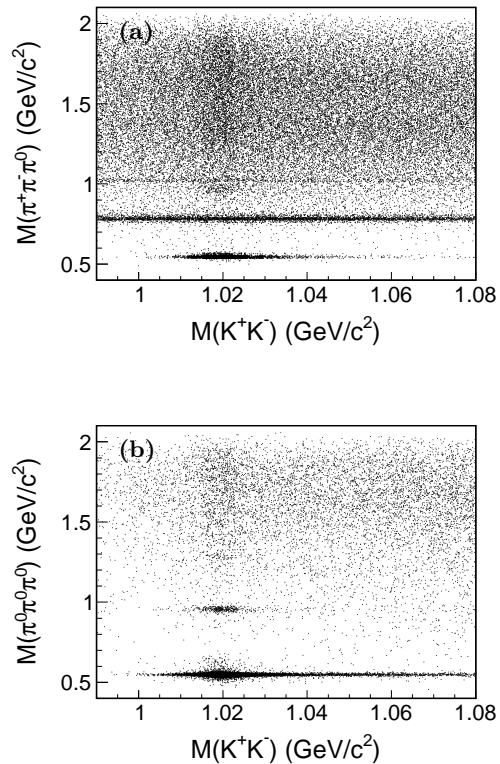 (a)
M(π⁺π⁻π⁰) (GeV/c²)
2
1.5
1
0.5
1 1.02 1.04 1.06 1.08
M(K⁺K⁻) (GeV/c²)
(b)
M(π⁰π⁰π⁰) (GeV/c²)
2
1.5
1
0.5
1 1.02 1.04 1.06 1.08
M(K⁺K⁻) (GeV/c²)